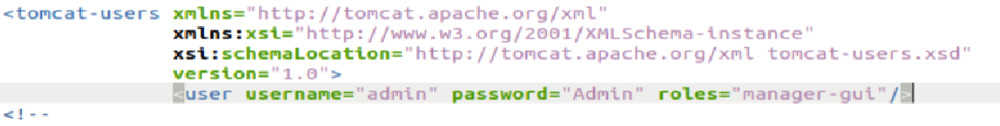 <tomcat-users xmlns="http://tomcat.apache.org/xml"
xmlns:xsi="http://www.w3.org/2001/XMLSchema-instance"
xsi:schemaLocation="http://tomcat.apache.org/xml tomcat-users.xsd"
version="1.0">
<user username="admin" password="Admin" roles="manager-gui"/>
<!--